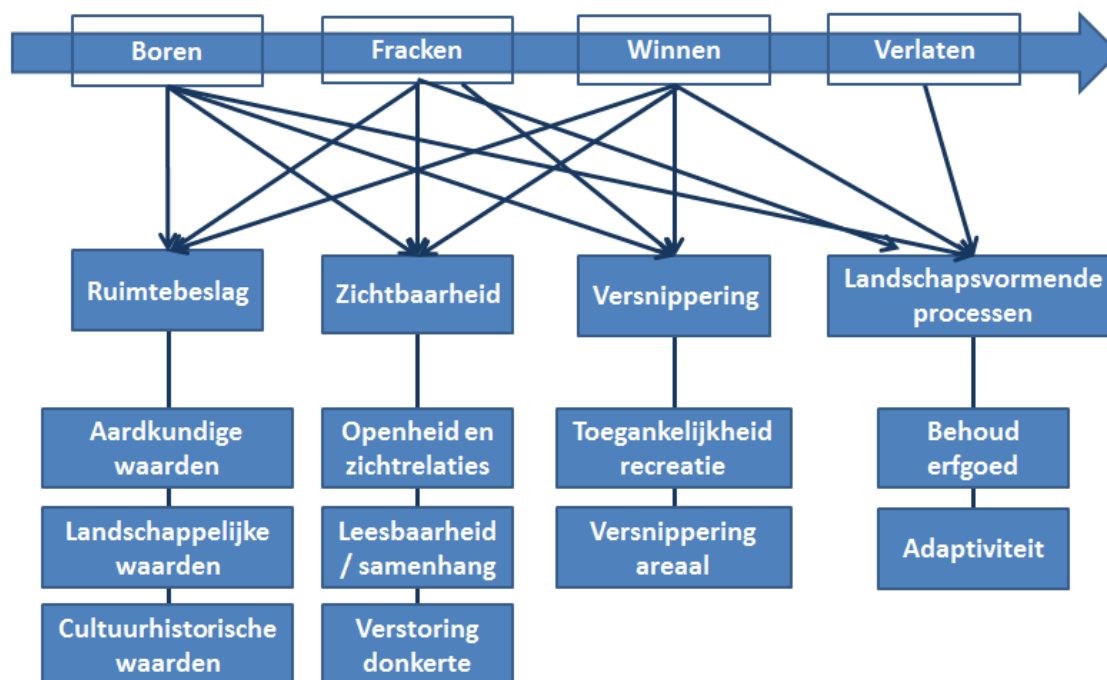 Boren
Fracken
Winnen
Verlaten
Ruimtebeslag
Zichtbaarheid
Versnippering
Landschapsvormende
processen
Aardkundige
waarden
Openheid en
zichtrelaties
Toegankelijkheid
recreatie
Behoud
erfgoed
Landschappelijke
waarden
Leesbaarheid
/ samenhang
Versnippering
areaal
Adaptiviteit
Cultuurhistorische
waarden
Verstoring
donkerte